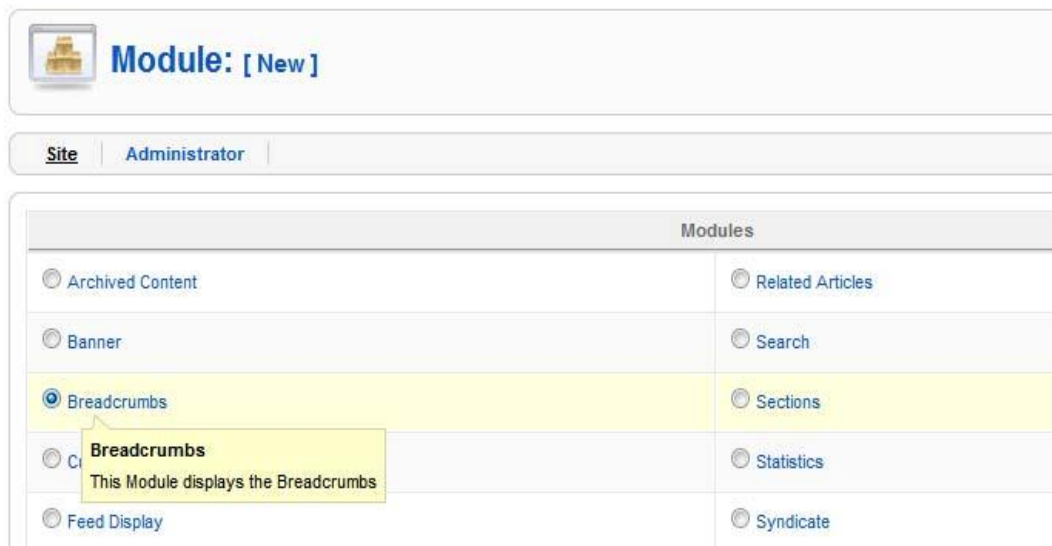 Module: [ New ]
Site Administrator
Modules
Archived Content Related Articles
Banner Search
Breadcrumbs Sections
Breadcrumbs
This Module displays the Breadcrumbs
Statistics
Feed Display Syndicate